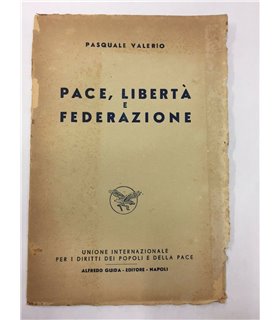 PASQUALE VALERIO
PACE, LIBERTÀ
E
FEDERAZIONE
UNIONE INTERNAZIONALE
PER I DIRITTI DEI POPOLI E DELLA PACE
ALFREDO GUIDA - EDITORE - NAPOLI